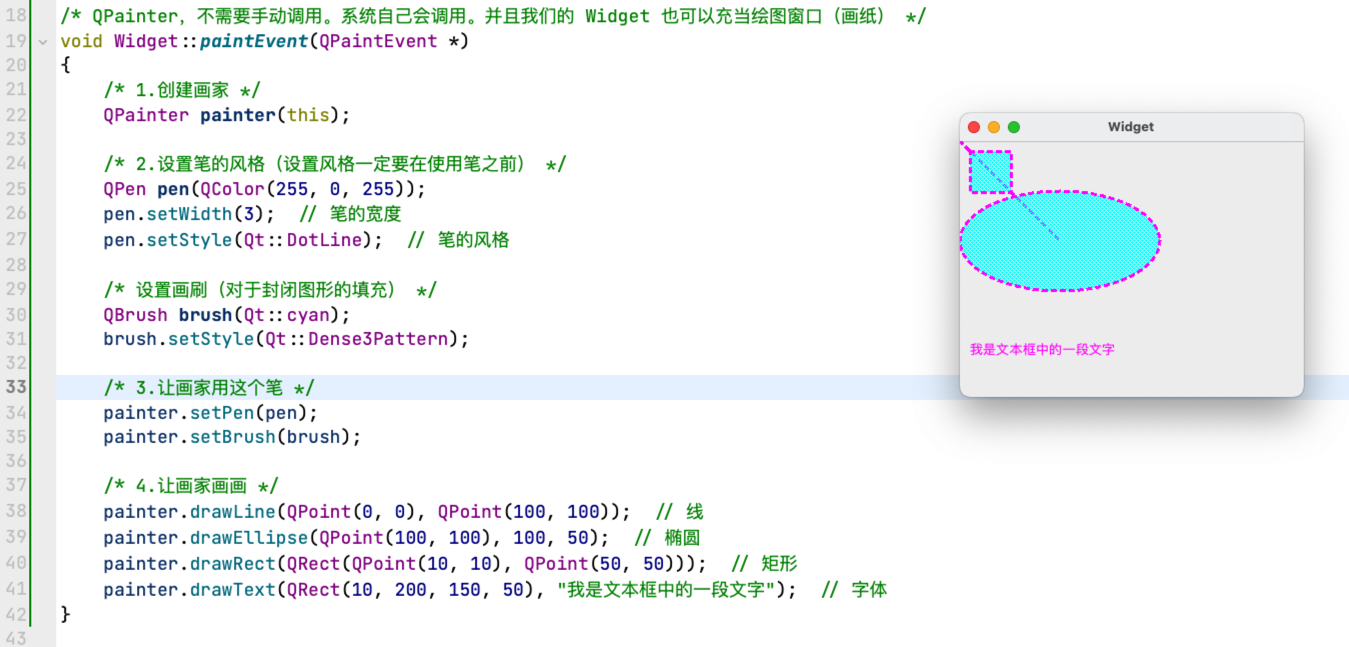 18 /* QPainter，不需要手动调用。系统自己会调用。并且我们的 Widget 也可以充当绘图窗口（画纸） */
19 void Widget::paintEvent(QPaintEvent *)
20 {
21 /* 1.创建画家 */
22 QPainter painter(this);
23
24 /* 2.设置笔的风格（设置风格一定要在使用笔之前） */
25 QPen pen(QColor(255, 0, 255));
26 pen.setWidth(3); // 笔的宽度
27 pen.setStyle(Qt::DotLine); // 笔的风格
28
29 /* 设置画刷（对于封闭图形的填充） */
30 QBrush brush(Qt::cyan);
31 brush.setStyle(Qt::Dense3Pattern);
32
33 /* 3.让画家用这个笔 */
34 painter.setPen(pen);
35 painter.setBrush(brush);
36
37 /* 4.让画家画画 */
38 painter.drawLine(QPoint(0, 0), QPoint(100, 100)); // 线
39 painter.drawEllipse(QPoint(100, 100), 100, 50); // 椭圆
40 painter.drawRect(QRect(QPoint(10, 10), QPoint(50, 50))); // 矩形
41 painter.drawText(QRect(10, 200, 150, 50), "我是文本框中的一段文字"); // 字体
42 }
43
Widget
我是文本框中的一段文字